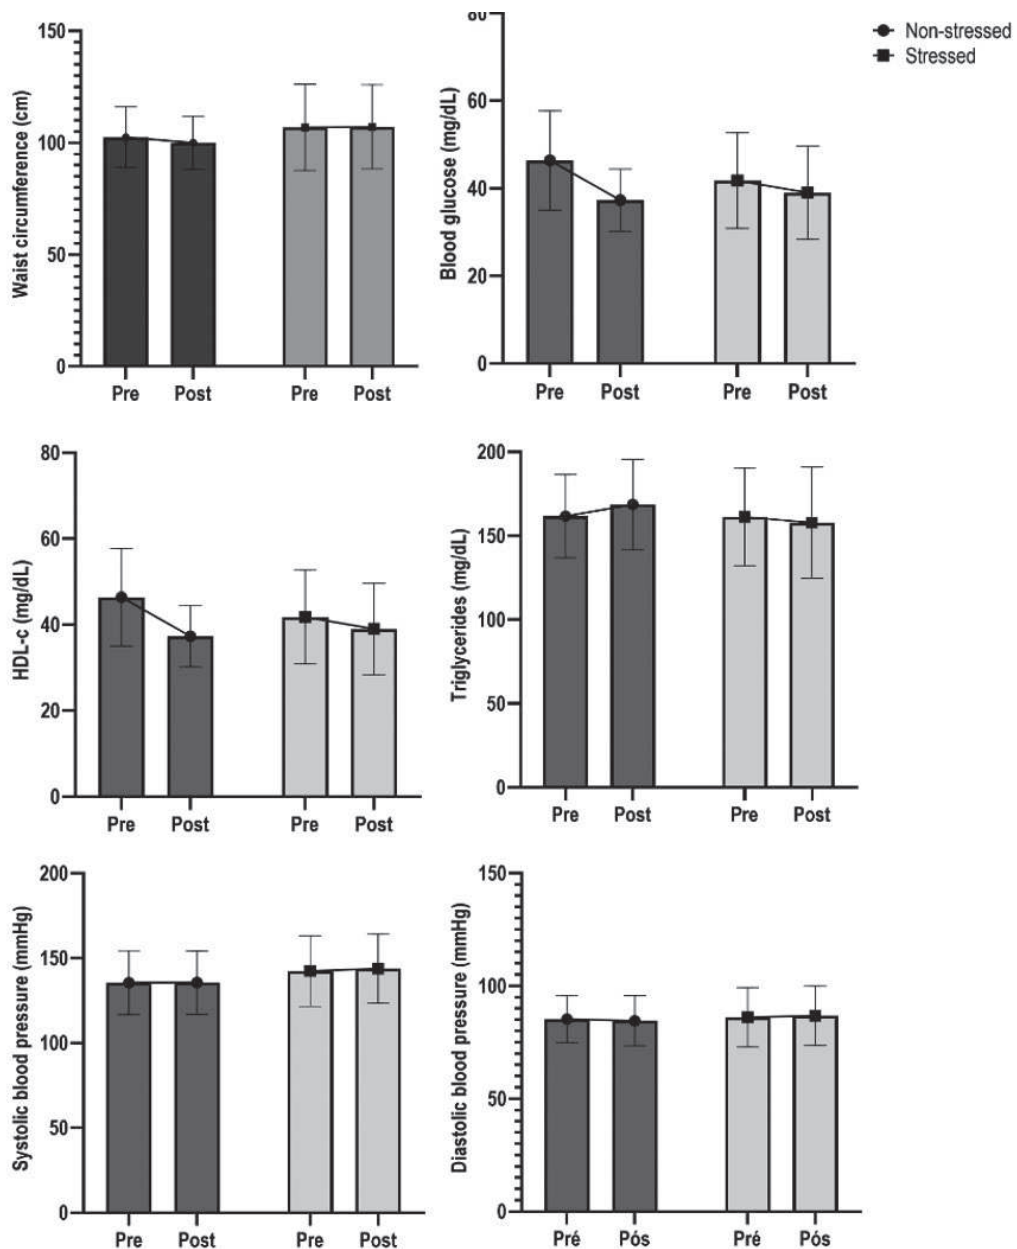 Non-stressed
Stressed
Waist circumference (cm)
150
100
50
0
Pre Post Pre Post
Blood glucose (mg/dL)
80
60
40
20
0
Pre Post Pre Post
HDL-c (mg/dL)
80
60
40
20
0
Pre Post Pre Post
Triglycerides (mg/dL)
200
150
100
50
0
Pre Post Pre Post
Systolic blood pressure (mmHg)
200
150
100
50
0
Pre Post Pre Post
Diastolic blood pressure (mmHg)
150
100
50
0
Pré Pós Pré Pós